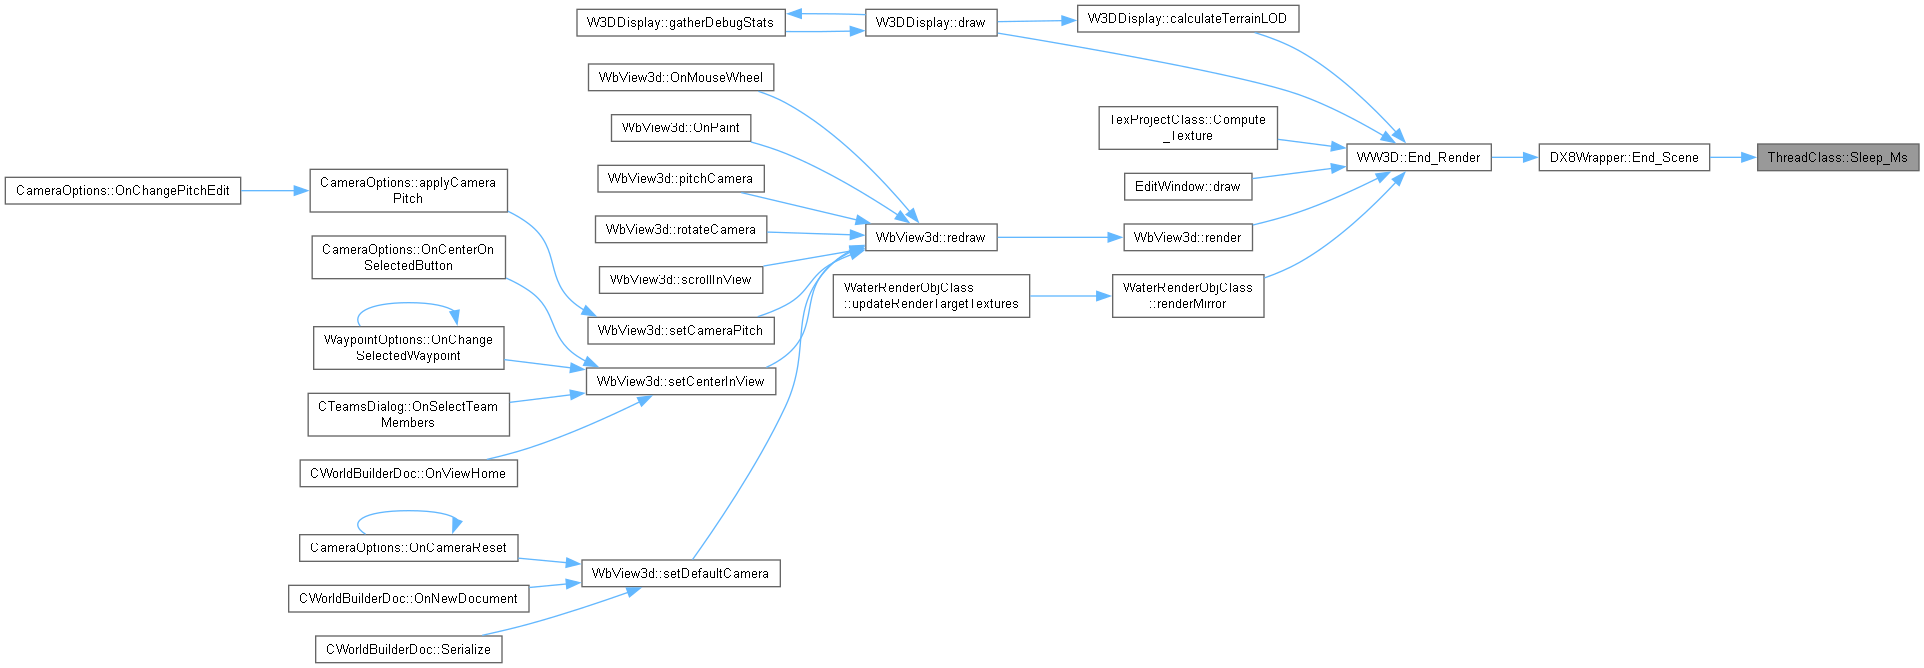 W3DDisplay::gatherDebugStats
W3DDisplay::draw
W3DDisplay::calculateTerrainLOD
WbView3d::OnMouseWheel
TexProjectClass::Compute
_Texture
WbView3d::OnPaint
WW3D::End_Render
DX8Wrapper::End_Scene
ThreadClass::Sleep_Ms
CameraOptions::OnChangePitchEdit
CameraOptions::applyCamera
Pitch
WbView3d::pitchCamera
EditWindow::draw
WbView3d::rotateCamera
WbView3d::redraw
WbView3d::render
CameraOptions::OnCenterOn
SelectedButton
WbView3d::scrollInView
WaterRenderObjClass
::updateRenderTargetTextures
WaterRenderObjClass
::renderMirror
WaypointOptions::OnChange
SelectedWaypoint
WbView3d::setCameraPitch
WbView3d::setCenterInView
CTeamsDialog::OnSelectTeam
Members
CWorldBuilderDoc::OnViewHome
CameraOptions::OnCameraReset
WbView3d::setDefaultCamera
CWorldBuilderDoc::OnNewDocument
CWorldBuilderDoc::Serialize